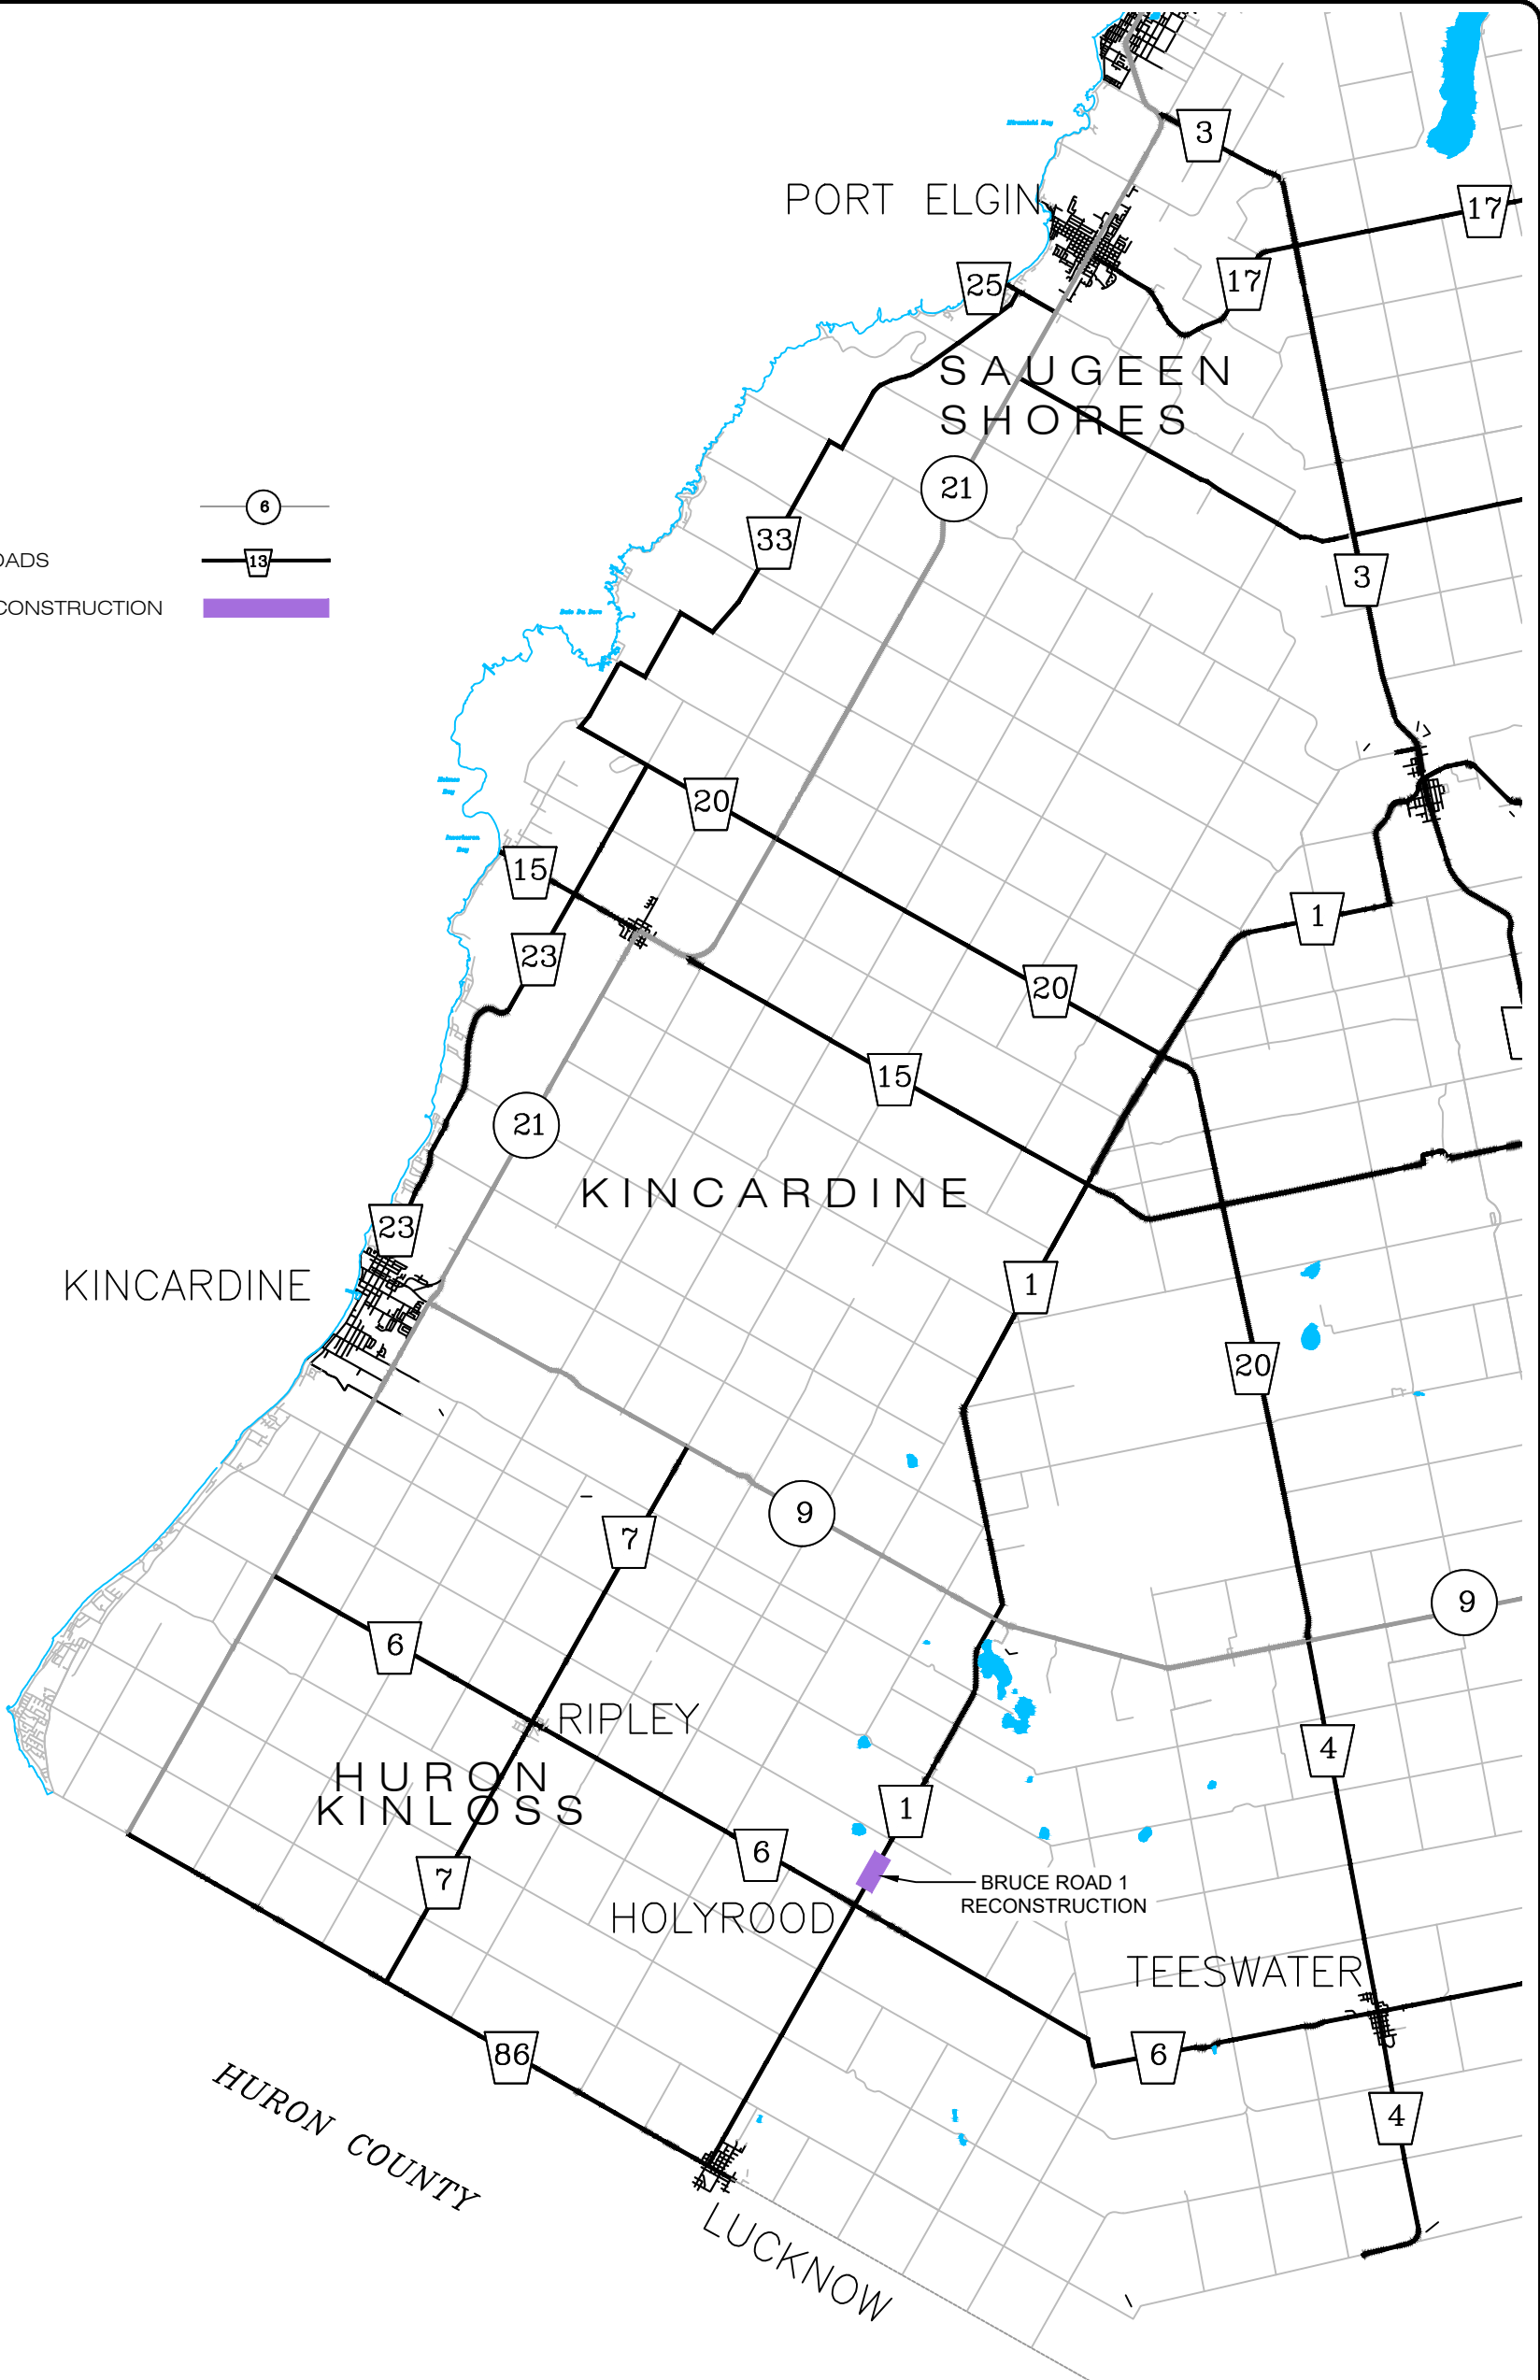 3
PORT ELGIN
17
17
25
SAUGEEN
SHORES
21
6
33
OADS
13
3
CONSTRUCTION
20
15
1
23
20
15
21
KINCARDINE
23
KINCARDINE
1
20
9
7
9
6
RIPLEY
4
HURON
KINLOSS
1
6
7
BRUCE ROAD 1
RECONSTRUCTION
HOLYROOD
TEESWATER
86
6
HURON COUNTY
4
LUCKNOW